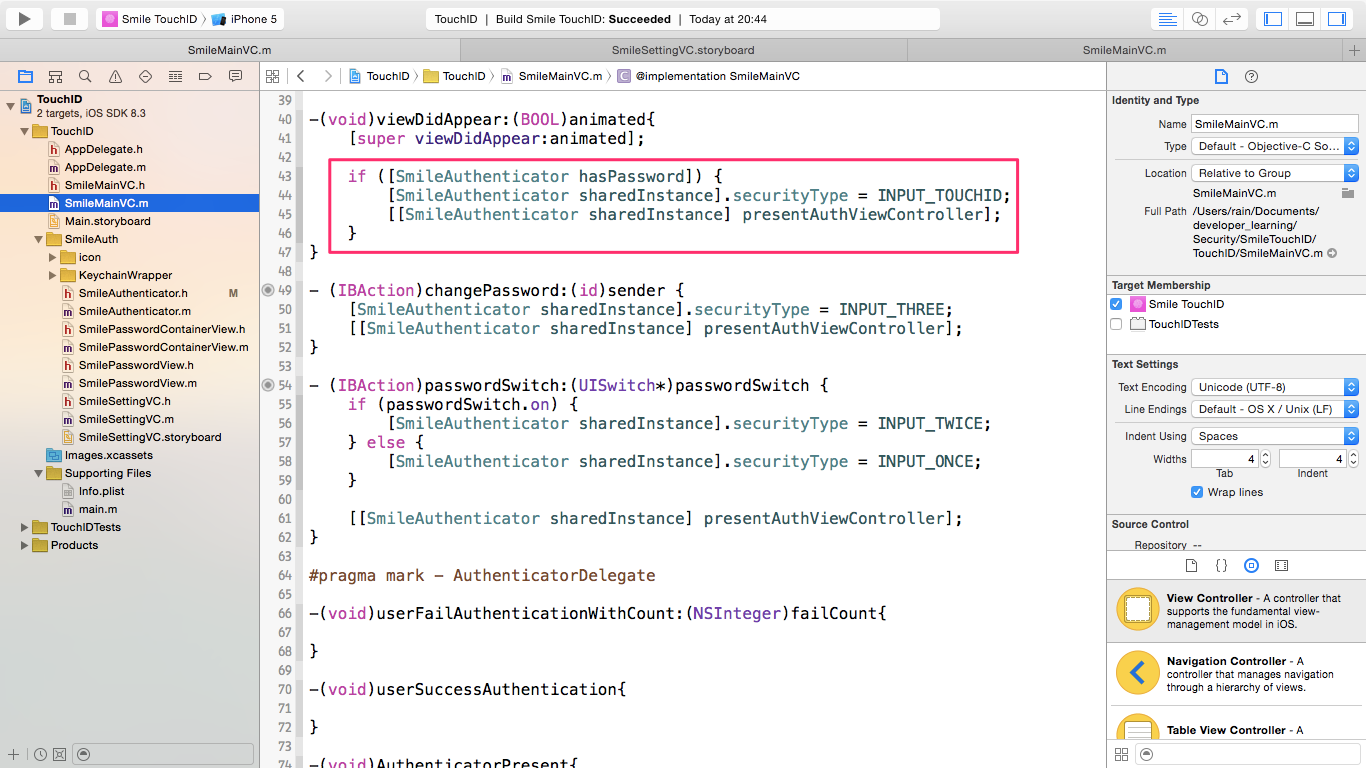 Smile TouchID 〉 iPhone 5
TouchID | Build Smile TouchID: Succeeded | Today at 20:44
SmileMainVC.m
SmileSettingVC.storyboard
SmileMainVC.m
TouchID
2 targets, iOS SDK 8.3
TouchID
AppDelegate.h
AppDelegate.m
SmileMainVC.h
SmileMainVC.m
Main.storyboard
SmileAuth
icon
KeychainWrapper
SmileAuthenticator.h M
SmileAuthenticator.m
SmilePasswordContainerView.h
SmilePasswordContainerView.m
SmilePasswordView.h
SmilePasswordView.m
SmileSettingVC.h
SmileSettingVC.m
SmileSettingVC.storyboard
Images.xcassets
Supporting Files
Info.plist
main.m
TouchIDTests
Products
TouchID 〉 TouchID 〉 SmileMainVC.m 〉 C @implementation SmileMainVC
39
40 -(void)viewDidAppear:(BOOL)animated{
41 [super viewDidAppear:animated];
42
43 if ([SmileAuthenticator hasPassword]) {
44 [SmileAuthenticator sharedInstance].securityType = INPUT_TOUCHID;
45 [[SmileAuthenticator sharedInstance] presentAuthViewController];
46 }
47 }
48
49 - (IBAction)changePassword:(id)sender {
50 [SmileAuthenticator sharedInstance].securityType = INPUT_THREE;
51 [[SmileAuthenticator sharedInstance] presentAuthViewController];
52 }
53
54 - (IBAction)passwordSwitch:(UISwitch*)passwordSwitch {
55 if (passwordSwitch.on) {
56 [SmileAuthenticator sharedInstance].securityType = INPUT_TWICE;
57 } else {
58 [SmileAuthenticator sharedInstance].securityType = INPUT_ONCE;
59 }
60
61 [[SmileAuthenticator sharedInstance] presentAuthViewController];
62 }
63
64 #pragma mark - AuthenticatorDelegate
65
66 -(void)userFailAuthenticationWithCount:(NSInteger)failCount{
67
68 }
69
70 -(void)userSuccessAuthentication{
71
72 }
73
74 -(void)AuthenticatorPresent{
Identity and Type
Name SmileMainVC.m
Type Default - Objective-C So...
Location Relative to Group
SmileMainVC.m
Full Path /Users/rain/Documents/
developer_learning/
Security/SmileTouchID/
TouchID/SmileMainVC.m
Target Membership
Smile TouchID
TouchIDTests
Text Settings
Text Encoding Unicode (UTF-8)
Line Endings Default - OS X / Unix (LF)
Indent Using Spaces
Widths 4 4
Tab Indent
Wrap lines
Source Control
Repository --
View Controller - A controller that
supports the fundamental view-
management model in iOS.
Navigation Controller - A
controller that manages navigation
through a hierarchy of views.
Table View Controller - A